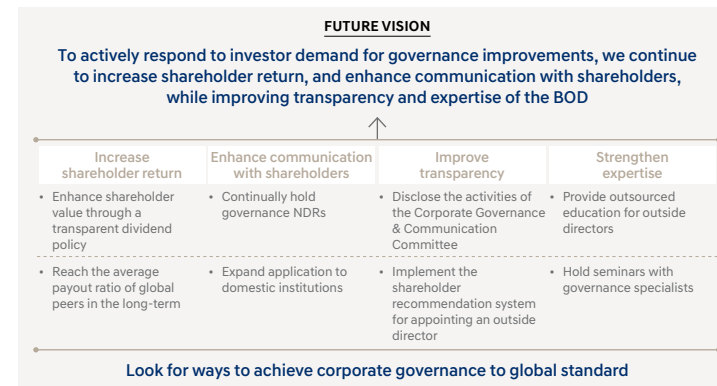 FUTURE VISION
To actively respond to investor demand for governance improvements, we continue
to increase shareholder return, and enhance communication with shareholders,
while improving transparency and expertise of the BOD
Increase
shareholder return
Enhance communication
with shareholders
Improve
transparency
Strengthen
expertise
• Enhance shareholder
value through a
transparent dividend
policy
• Continually hold
governance NDRs
• Disclose the activities of
the Corporate Governance
& Communication
Committee
• Provide outsourced
education for outside
directors
• Reach the average
payout ratio of global
peers in the long-term
• Expand application to
domestic institutions
• Implement the
shareholder
recommendation system
for appointing an outside
director
• Hold seminars with
governance specialists
Look for ways to achieve corporate governance to global standard